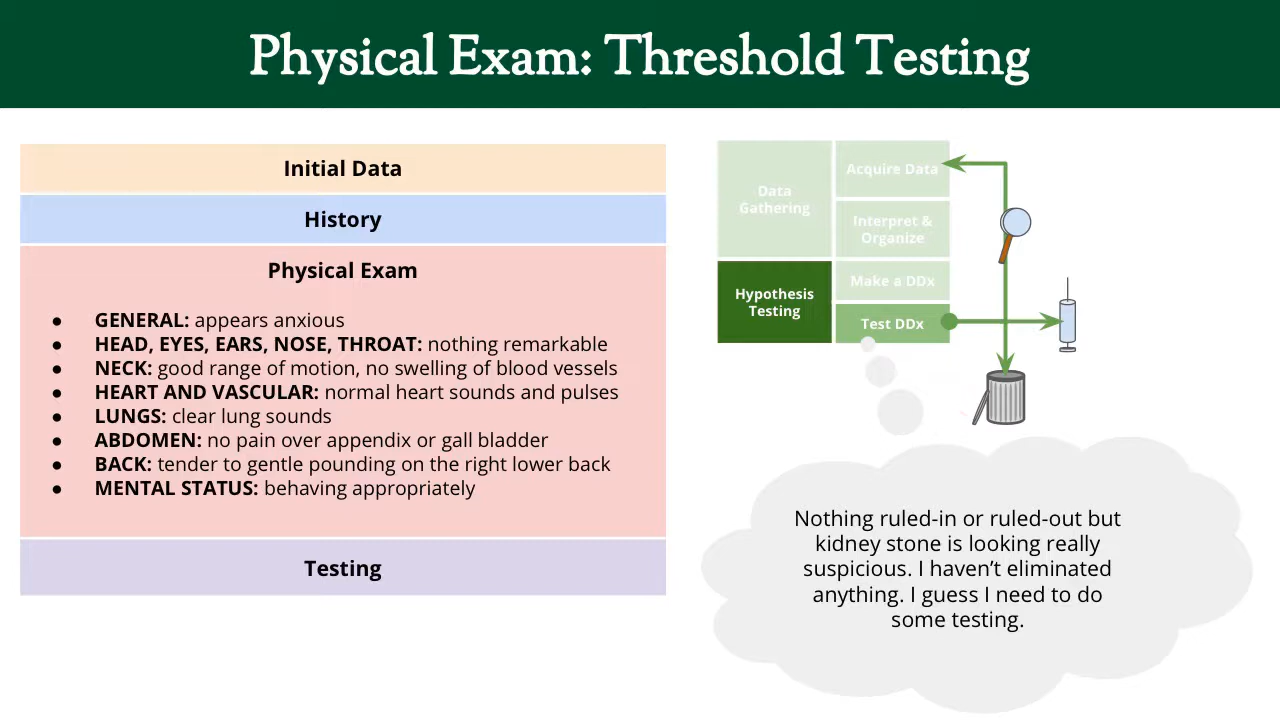 Physical Exam: Threshold Testing
Initial Data
History
Physical Exam
● GENERAL: appears anxious
● HEAD, EYES, EARS, NOSE, THROAT: nothing remarkable
● NECK: good range of motion, no swelling of blood vessels
● HEART AND VASCULAR: normal heart sounds and pulses
● LUNGS: clear lung sounds
● ABDOMEN: no pain over appendix or gall bladder
● BACK: tender to gentle pounding on the right lower back
● MENTAL STATUS: behaving appropriately
Testing
Data
Gathering
Acquire Data
Interpret &
Organize
Hypothesis
Testing
Make a DDx
Test DDx
Nothing ruled-in or ruled-out but
kidney stone is looking really
suspicious. I haven’t eliminated
anything. I guess I need to do
some testing.